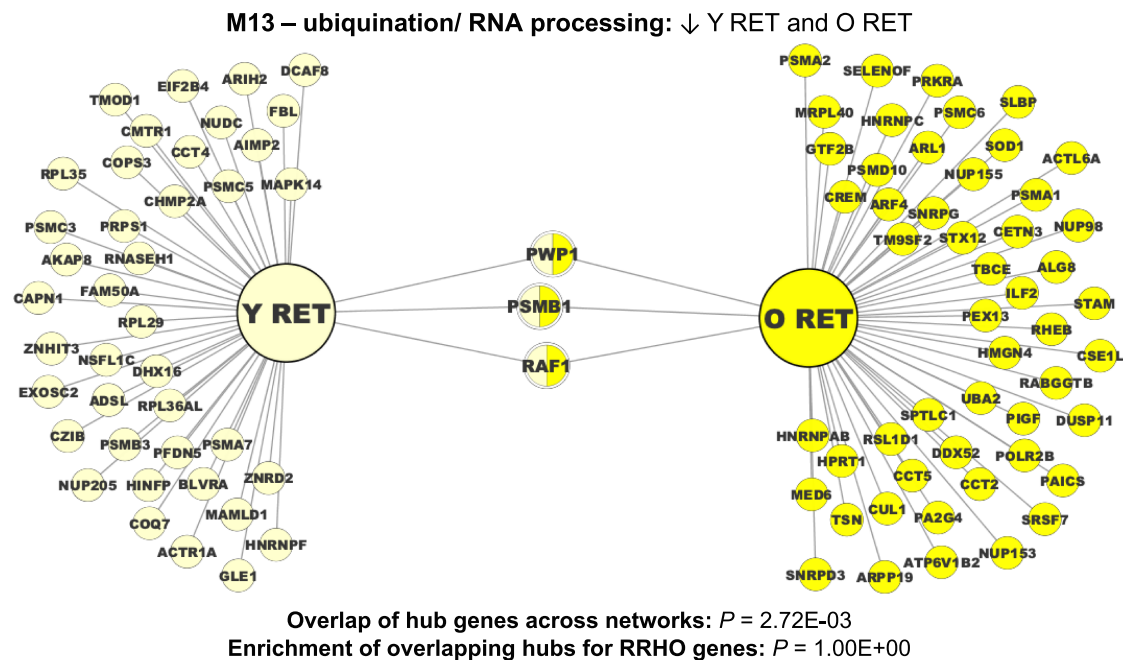 M13 – ubiquination/ RNA processing: ↓ Y RET and O RET
DCAF8
ARIH2
EIF2B4
TMOD1
FBL
NUDC
CMTR1
AIMP2
CCT4
COPS3
RPL35
PSMC5
MAPK14
CHMP2A
PSMC3
PRPS1
AKAP8
RNASEH1
CAPN1
FAM50A
RPL29
ZNHIT3
NSFL1C
DHX16
EXOSC2
ADSL
RPL36AL
CZIB
PSMB3
PFDN5
PSMA7
NUP205
HINFP
BLVRA
ZNRD2
COQ7
MAMLD1
ACTR1A
HNRNPF
GLE1
Y RET
PWP1
PSMB1
RAF1
O RET
PSMA2
SELENOF
PRKRA
SLBP
MRPL40
HNRNPC
PSMC6
GTF2B
ARL1
SOD1
ACTL6A
PSMD10
NUP155
CREM
ARF4
SNRPG
PSMA1
TM9SF2
STX12
CETN3
NUP98
TBCE
ALG8
ILF2
STAM
PEX13
RHEB
HMGN4
CSE1L
RABGGTB
UBA2
SPTLC1
PIGF
DUSP11
HNRNPAB
RSL1D1
HPRT1
DDX52
POLR2B
CCT5
CCT2
PAICS
MED6
TSN
CUL1
PA2G4
SRSF7
SNRPD3
ARPP19
ATP6V1B2
NUP153
Overlap of hub genes across networks: P = 2.72E-03
Enrichment of overlapping hubs for RRHO genes: P = 1.00E+00